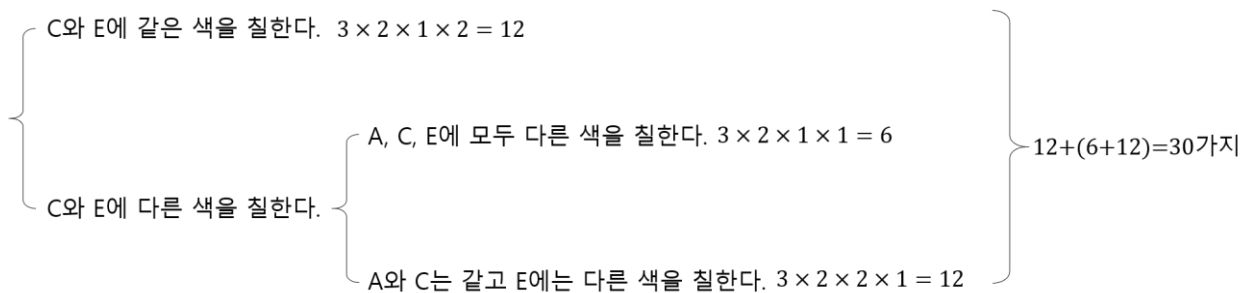 C와 E에 같은 색을 칠한다. 3 × 2 × 1 × 2 = 12
A, C, E에 모두 다른 색을 칠한다. 3 × 2 × 1 × 1 = 6
12+(6+12)=30가지
C와 E에 다른 색을 칠한다.
A와 C는 같고 E에는 다른 색을 칠한다. 3 × 2 × 2 × 1 = 12